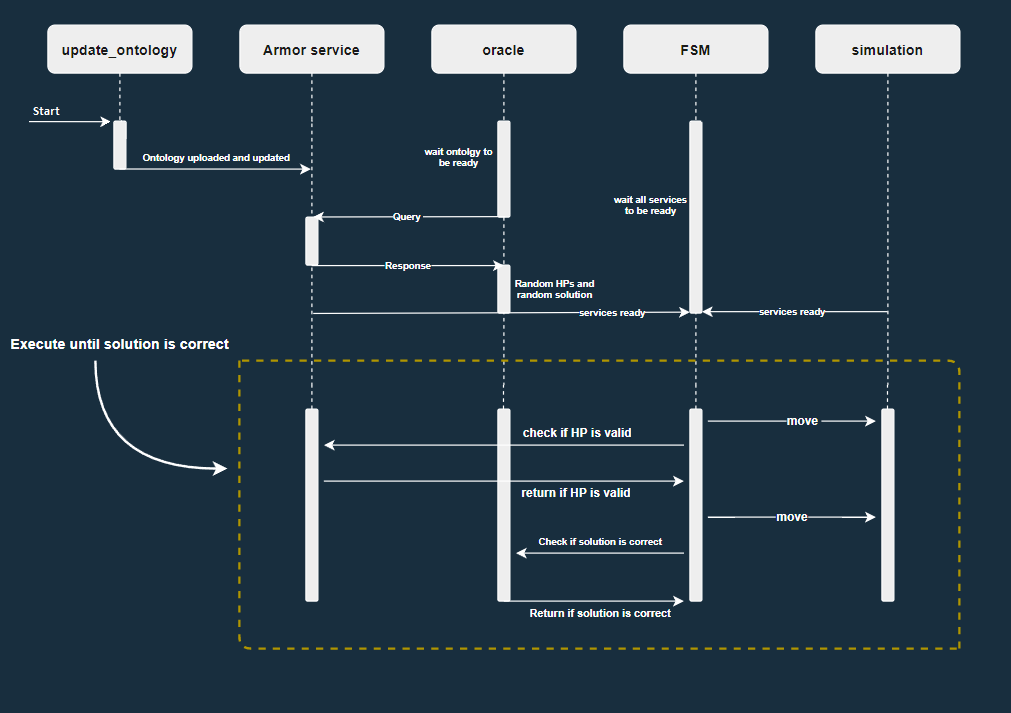 update_ontology
Armor service
oracle
FSM
simulation
Start
Ontology uploaded and updated
wait ontolgy to
be ready
wait all services
to be ready
Query
Response
Random HPs and
random solution
services ready
services ready
Execute until solution is correct
move
check if HP is valid
return if HP is valid
move
Check if solution is correct
Return if solution is correct